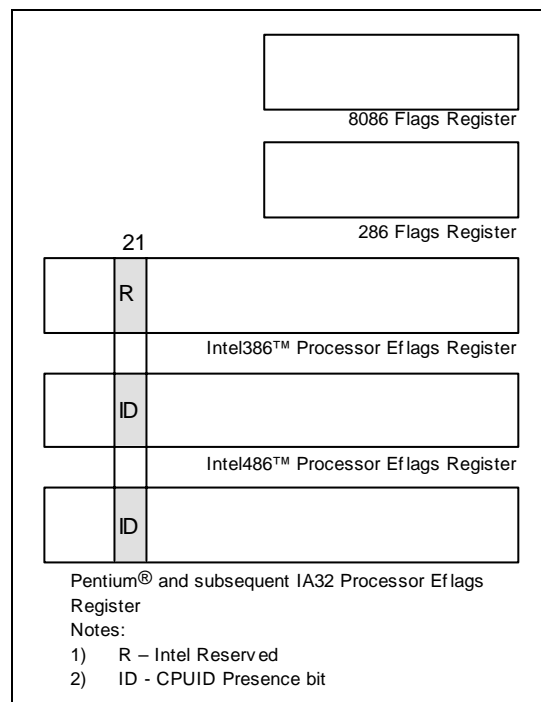 8086 Flags Register
286 Flags Register
21
R
Intel386™ Processor Eflags Register
ID
Intel486™ Processor Eflags Register
ID
Pentium® and subsequent IA32 Processor Eflags
Register
Notes:
1) R – Intel Reserved
2) ID - CPUID Presence bit